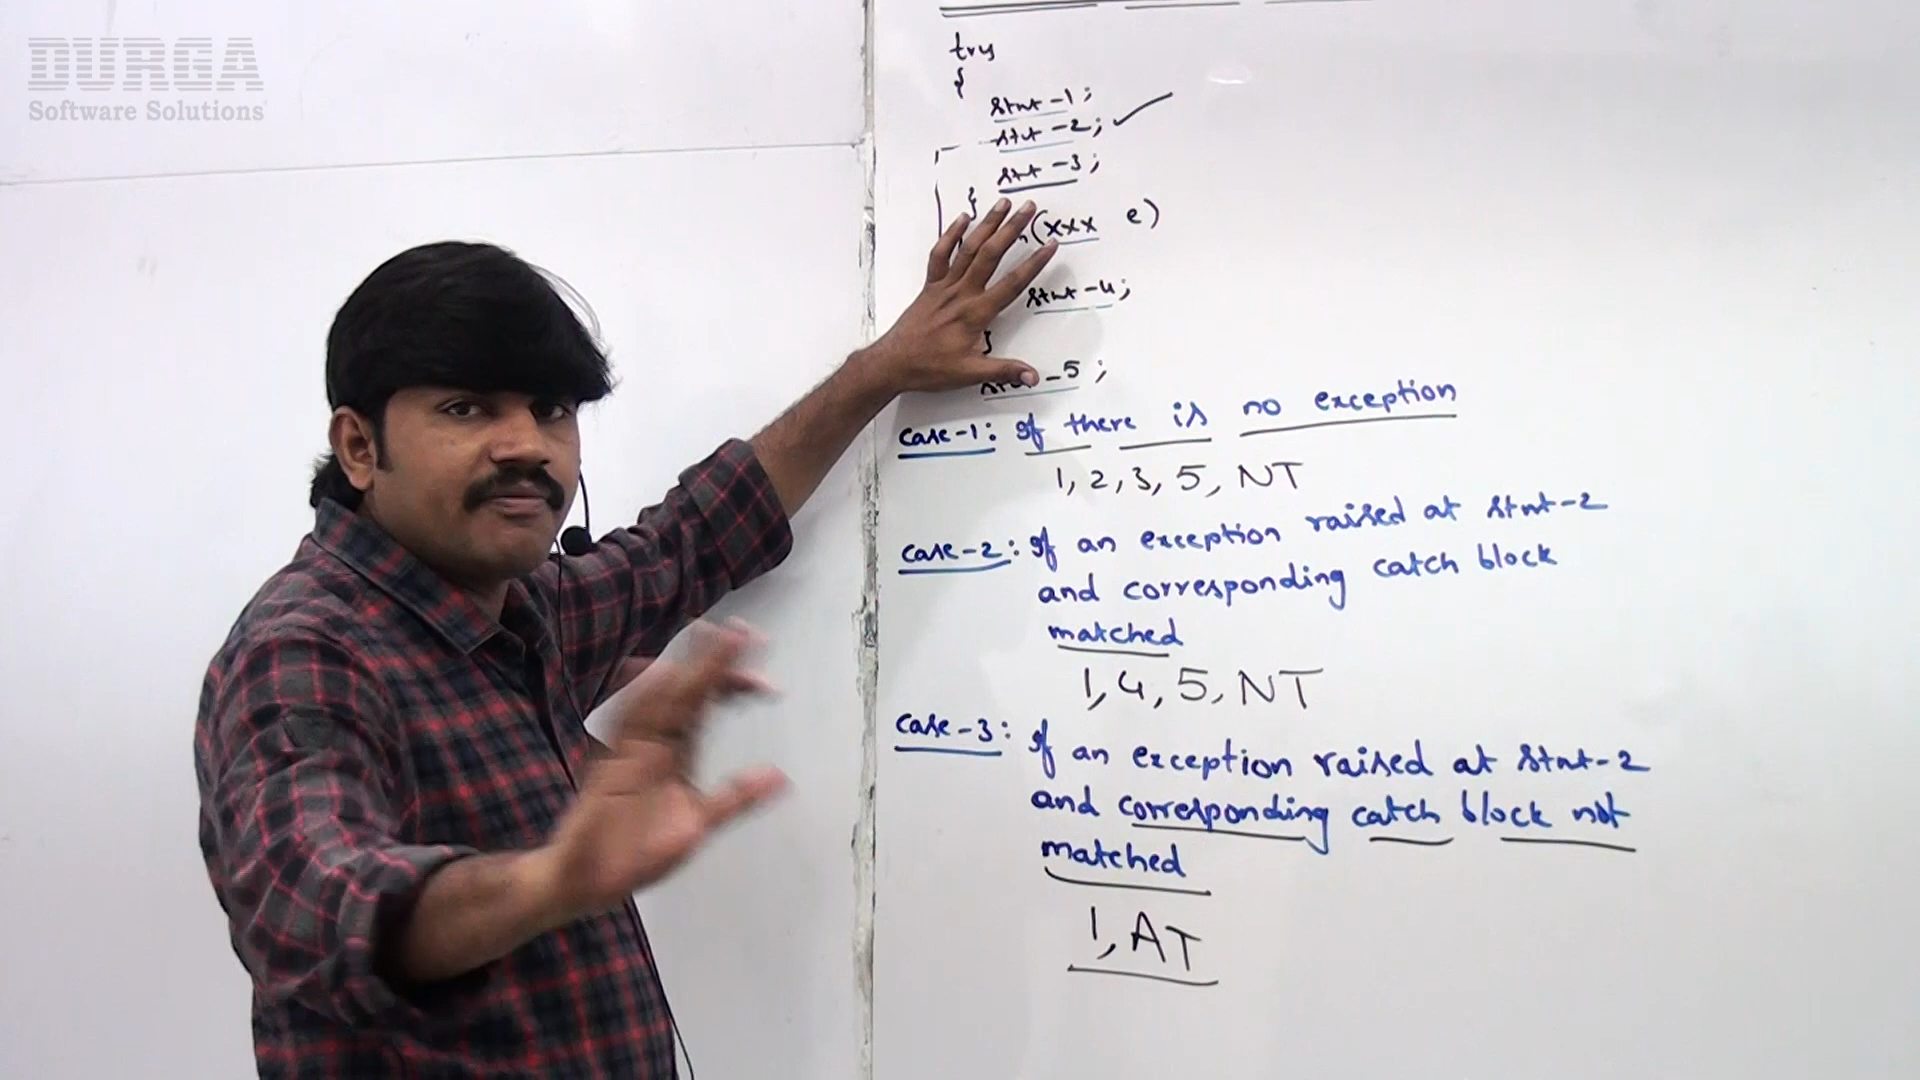 DURGA
Software Solutions
try
{
stmt-1;
stmt-2;
stmt-3;
}
(xxx e)
stmt-4;
}
-5;
case-1: If there is no exception
1, 2, 3, 5, NT
case-2: If an exception raised at stmt-2
and corresponding catch block
matched
1, 4, 5, NT
case-3: If an exception raised at stmt-2
and corresponding catch block not
matched
1, AT